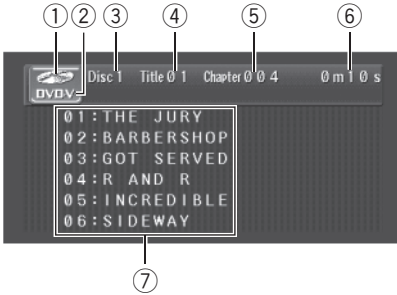 ① ② ③ ④ ⑤ ⑥
Disc 1 Title 0 1 Chapter 0 0 4 0 m 1 0 s
DVD-V
01:THE JURY
02:BARBERSHOP
03:GOT SERVED
04:R AND R
05:INCREDIBLE
06:SIDEWAY
⑦